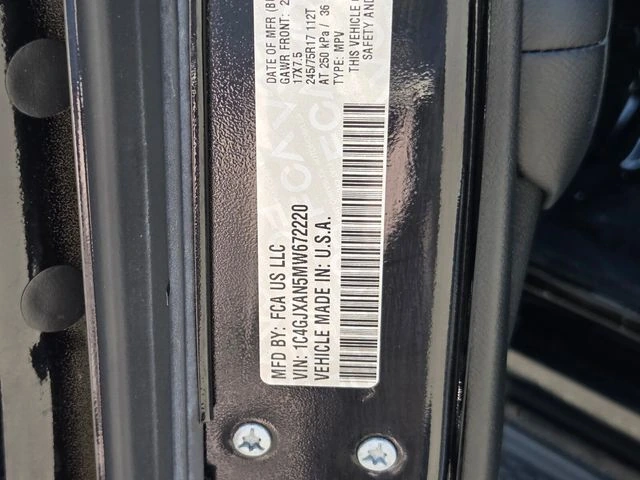 MFD BY: FCA US LLC
DATE OF MFR
VIN: 1C4GJXAN5MW672220
GAWR FRONT:
VEHICLE MADE IN: U.S.A.
17X7.5
245/75R17 112T
AT 250 kPa / 36
TYPE: MPV
THIS VEHICLE
SAFETY AND